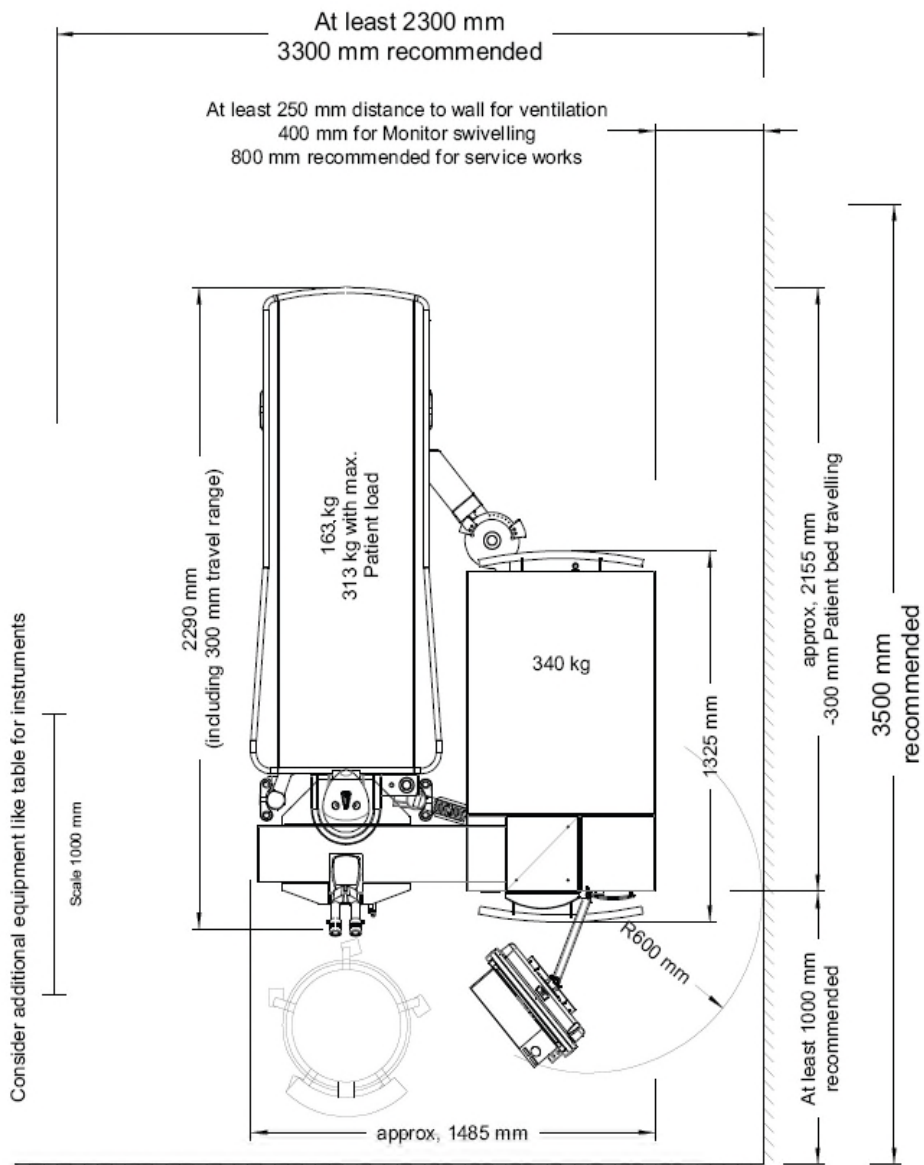 At least 2300 mm
3300 mm recommended
At least 250 mm distance to wall for ventilation
400 mm for Monitor swivelling
800 mm recommended for service works
2290 mm
(including 300 mm travel range)
163.kg
313 kg with max.
Patient load
340 kg
1325 mm
approx, 2155 mm
-300 mm Patient bed travelling
3500 mm
recommended
Consider additional equipment like table for instruments
Scale 1000 mm
R600 mm
At least 1000 mm
recommended
approx, 1485 mm